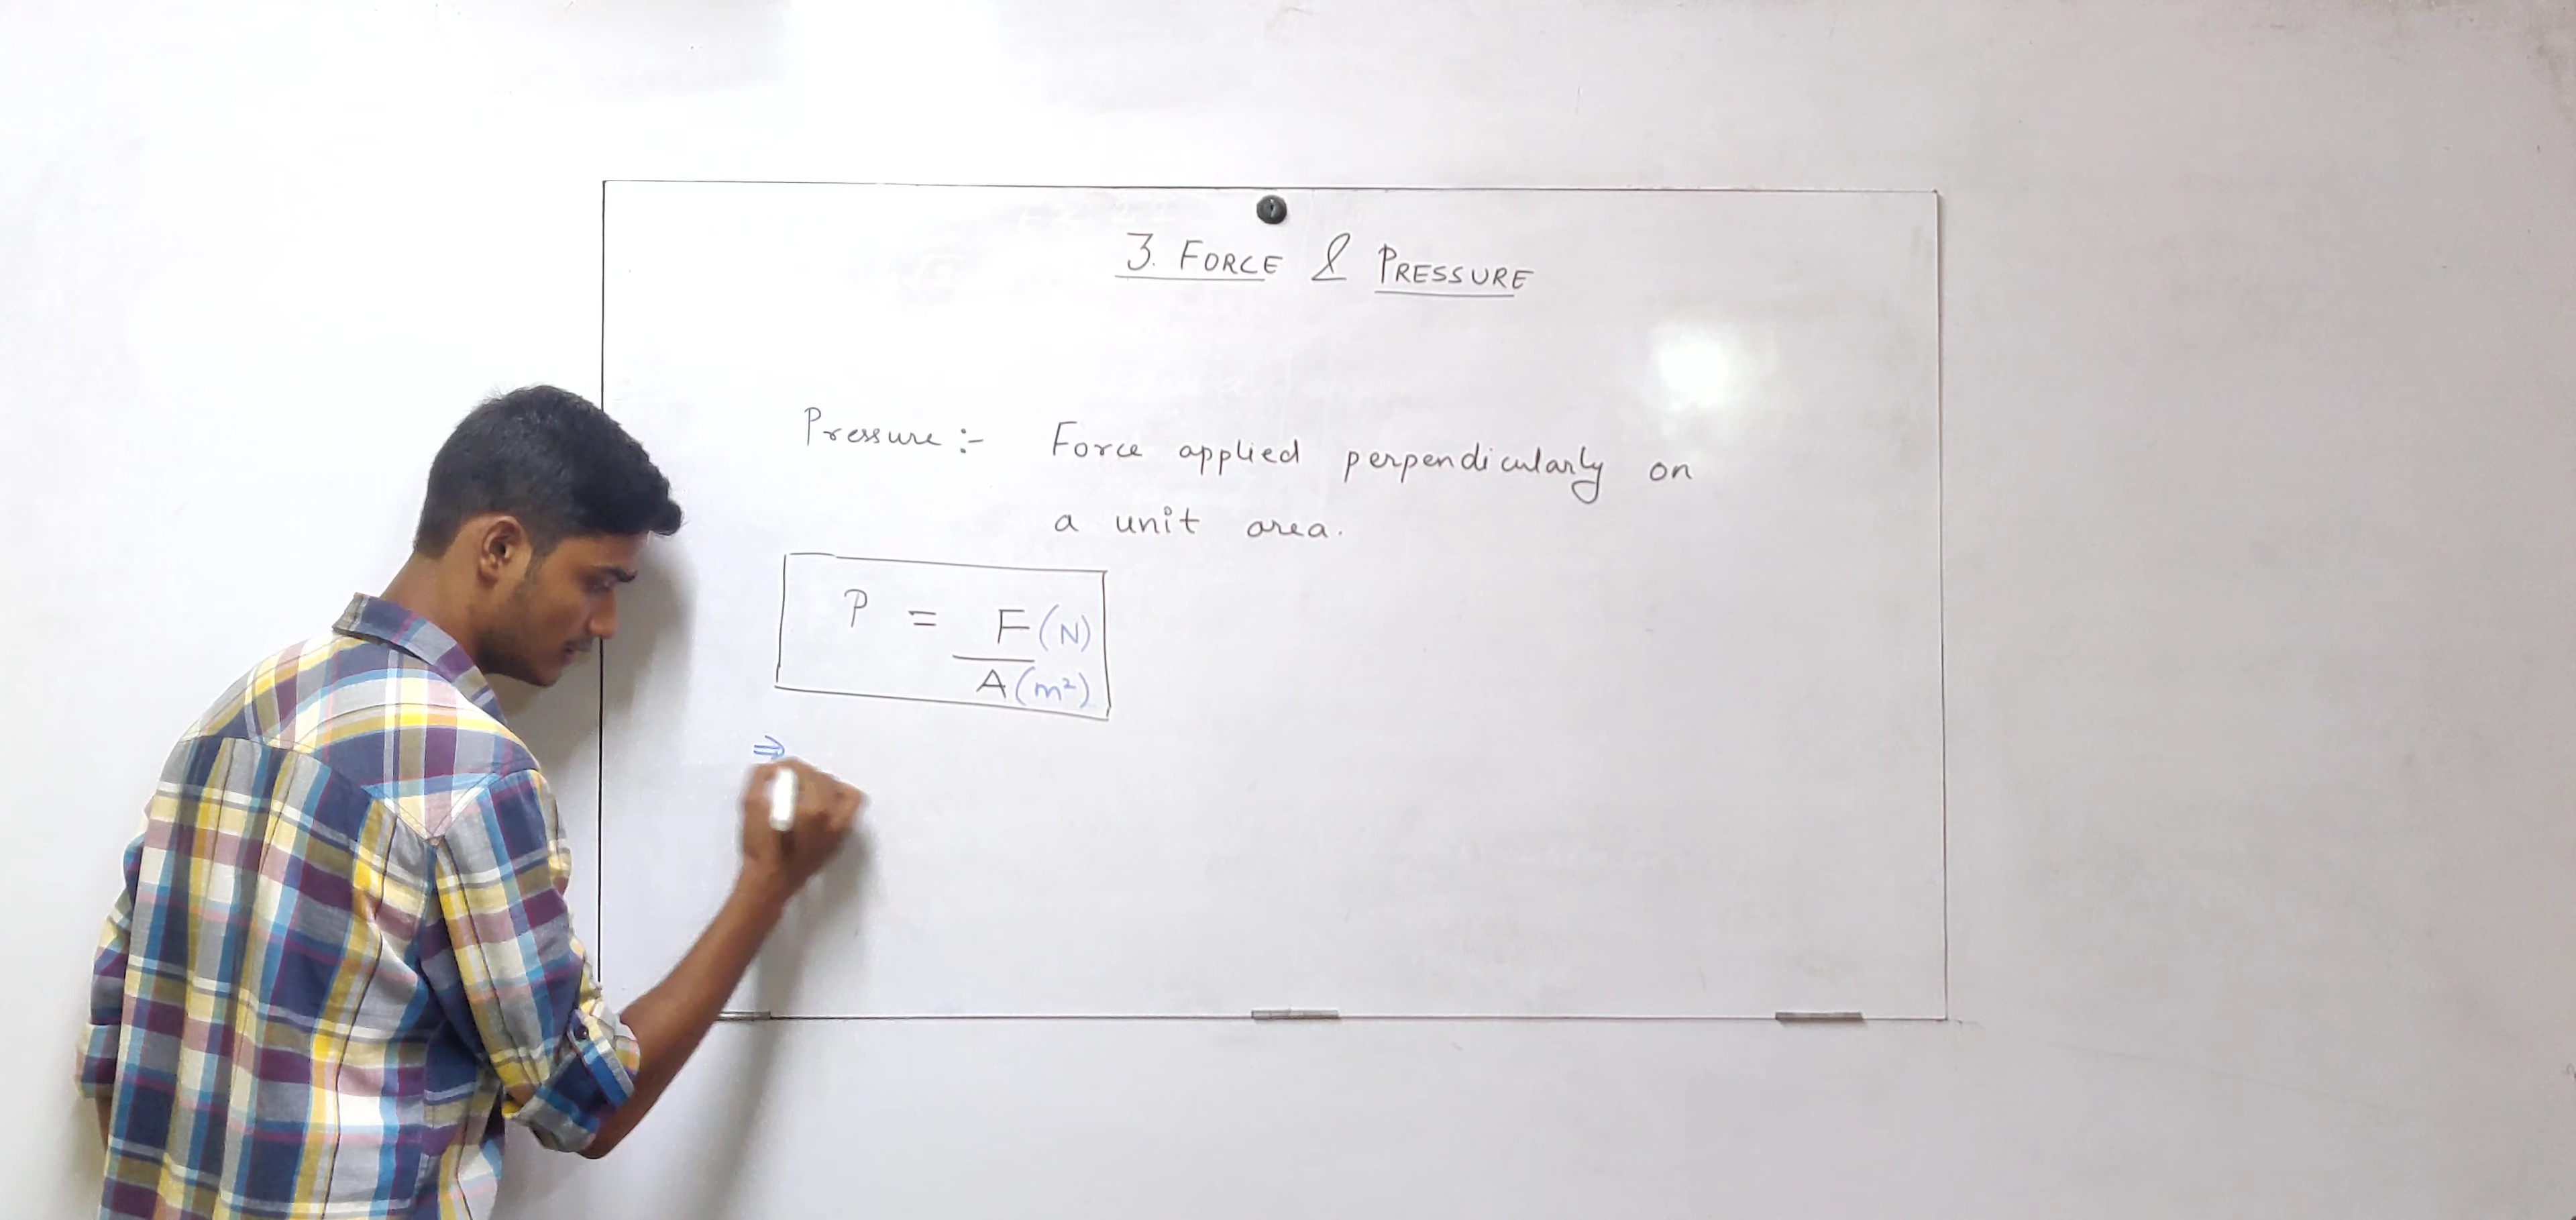 3. FORCE & PRESSURE
Pressure :- Force applied perpendicularly on
a unit area.
P = F (N)
A (m²)
⇒